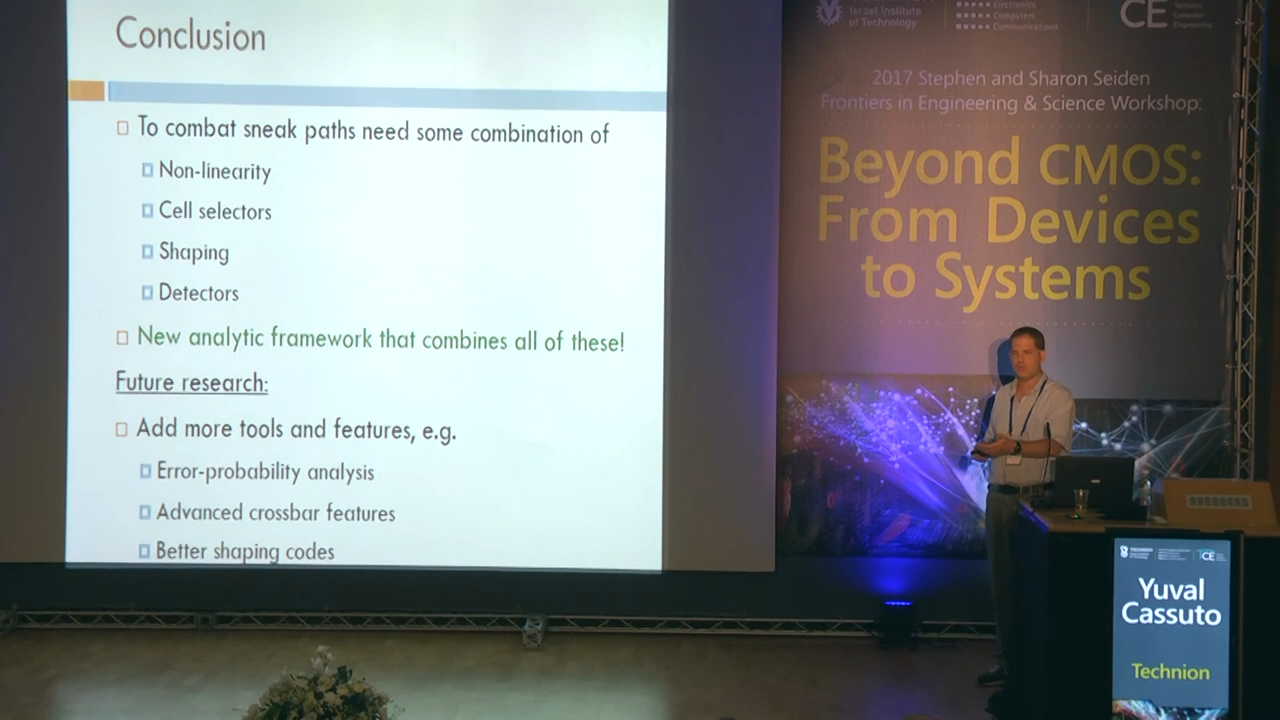 Conclusion
To combat sneak paths need some combination of
Non-linearity
Cell selectors
Shaping
Detectors
New analytic framework that combines all of these!
Future research:
Add more tools and features, e.g.
Error-probability analysis
Advanced crossbar features
Better shaping codes
Israel Institute
of Technology
Electronics
Computers
Communications
CE
2017 Stephen and Sharon Seiden
Frontiers in Engineering & Science Workshop:
Beyond CMOS:
From Devices
to Systems
CE
Yuval
Cassuto
Technion